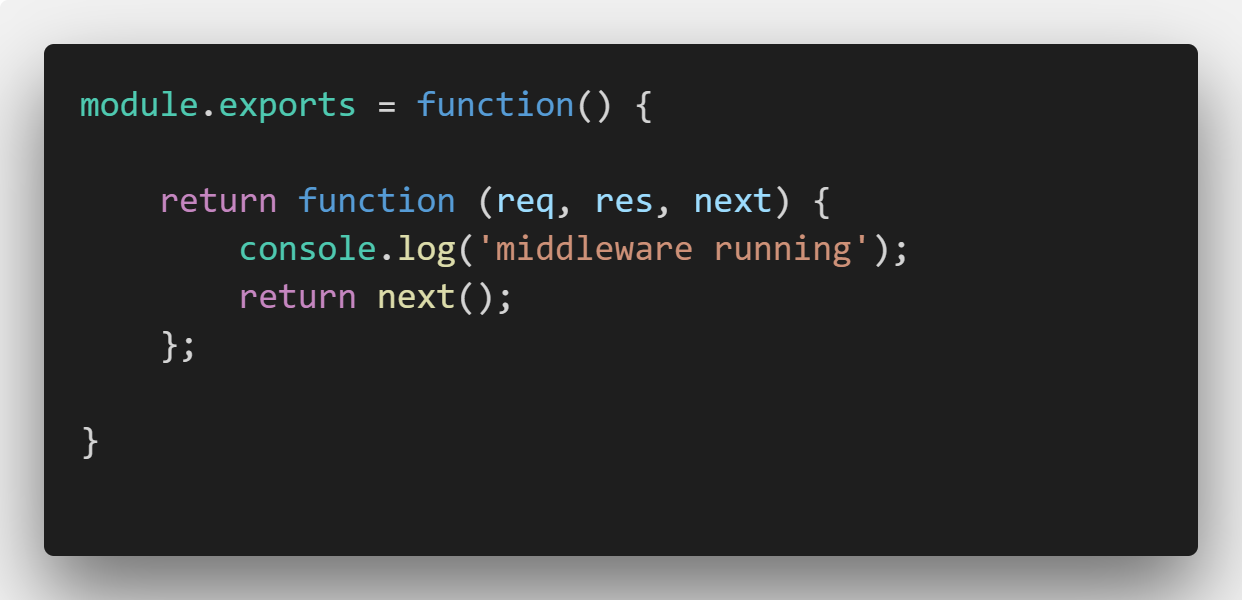 module.exports = function() {
    return function (req, res, next) {
        console.log('middleware running');
        return next();
    };
}